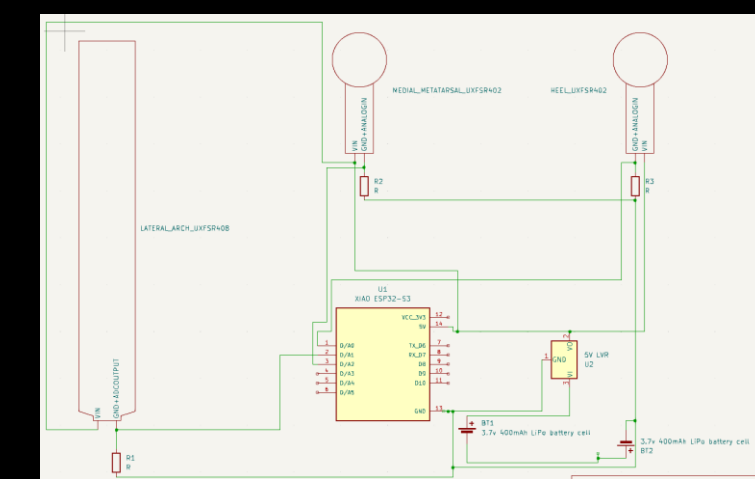 MEDIAL_METATARSAL_UXFSR402
HEEL_UXFSR402
VIN
GND+ANALOGIN
GND+ANALOGIN
VIN
R2
R
R3
R
LATERAL_ARCH_UXFSR408
U1
XIAO ESP32-S3
VCC_3V3 12
5V 14
1 D/A0
2 D/A1
3 D/A2
4 D/A3
5 D/A4
6 D/A5
TX_D6 7
RX_D7 8
D8 9
D9 10
D10 11
GND 13
2
VO
1 GND
VI
3
5V LVR
U2
VIN
GND+ADCOUTPUT
BT1
3.7v 400mAh LiPo battery cell
3.7v 400mAh LiPo battery cell
BT2
R1
R